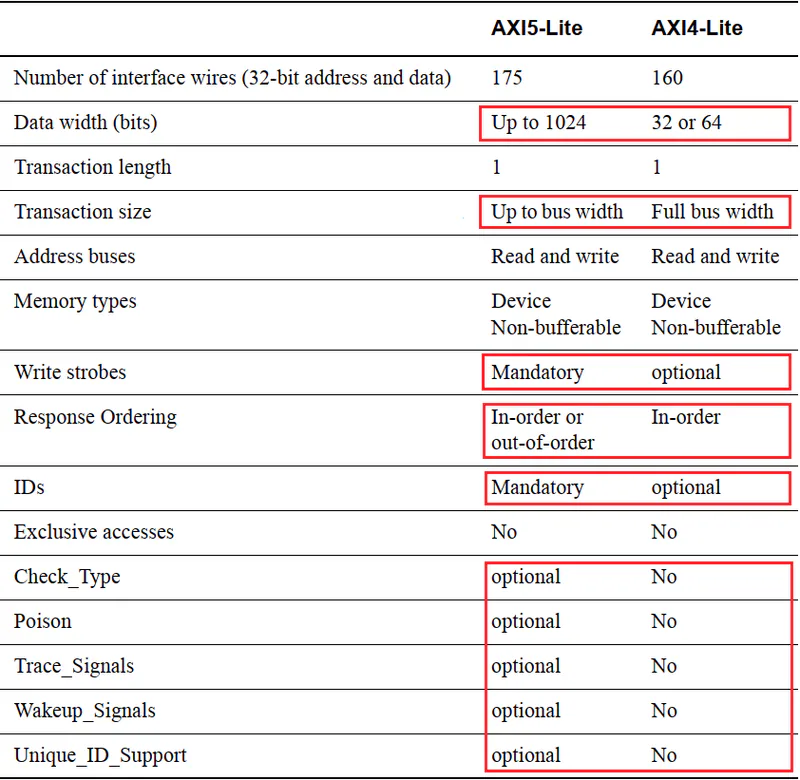 AXI5-Lite AXI4-Lite
Number of interface wires (32-bit address and data) 175 160
Data width (bits) Up to 1024 32 or 64
Transaction length 1 1
Transaction size Up to bus width Full bus width
Address buses Read and write Read and write
Memory types Device Device
Non-bufferable Non-bufferable
Write strobes Mandatory optional
Response Ordering In-order or In-order
out-of-order
IDs Mandatory optional
Exclusive accesses No No
Check_Type optional No
Poison optional No
Trace_Signals optional No
Wakeup_Signals optional No
Unique_ID_Support optional No